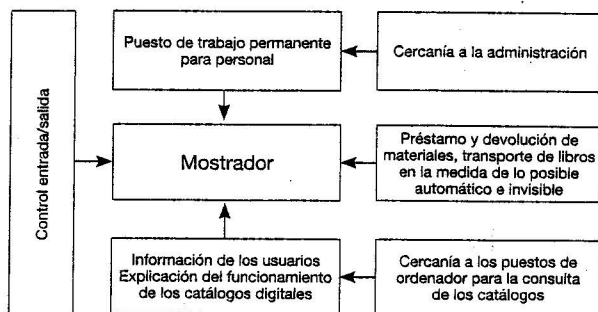 Control entrada/salida
Puesto de trabajo permanente
para personal
Cercanía a la administración
Mostrador
Préstamo y devolución de
materiales, transporte de libros
en la medida de lo posible
automático e invisible
Información de los usuarios
Explicación del funcionamiento
de los catálogos digitales
Cercanía a los puestos de
ordenador para la consulta
de los catálogos